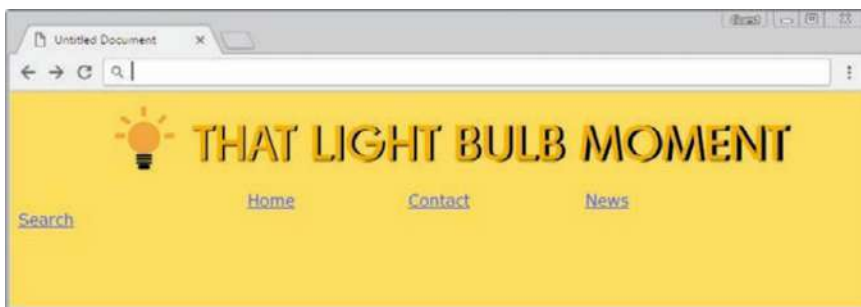 Untitled Document
THAT LIGHT BULB MOMENT
Home Contact News
Search